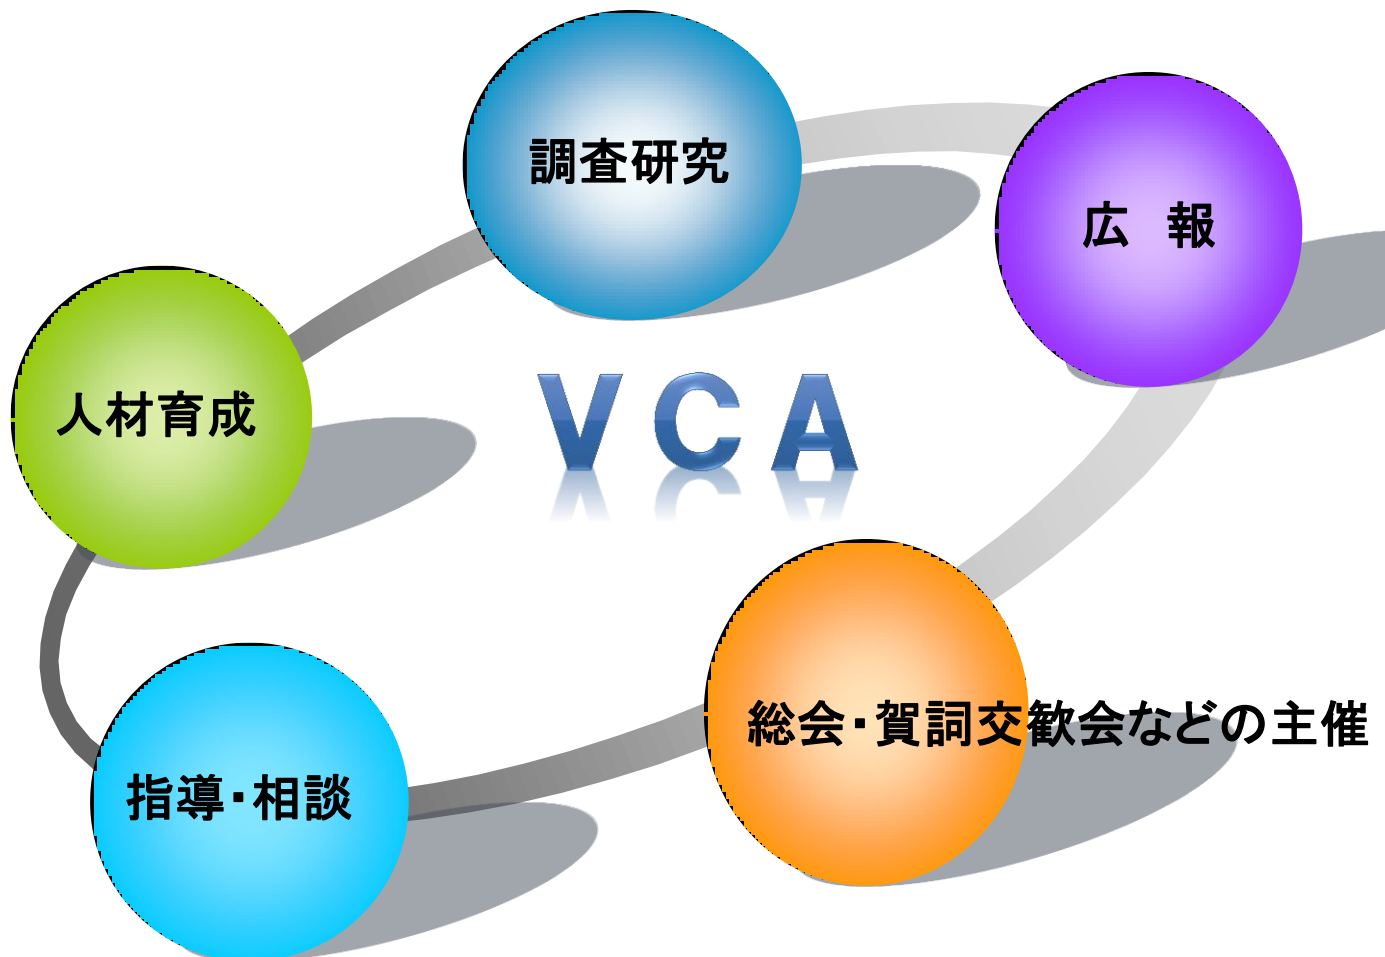 調査研究
広　報
人材育成
VCA
総会・賀詞交歓会などの主催
指導・相談